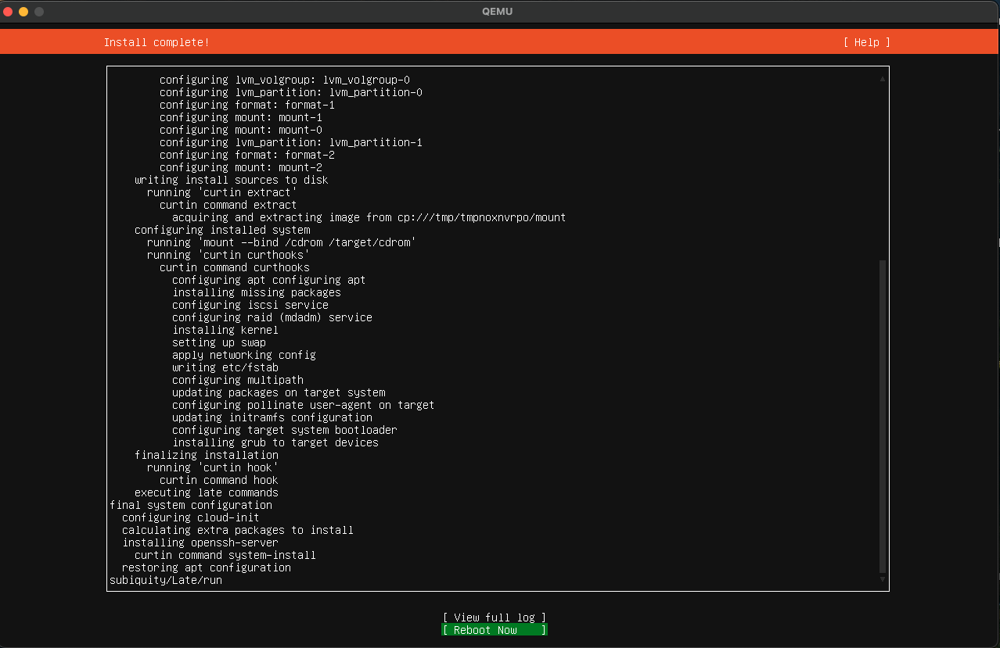 QEMU
Install complete! [ Help ]
configuring lvm_volgroup: lvm_volgroup-0
configuring lvm_partition: lvm_partition-0
configuring format: format-1
configuring mount: mount-1
configuring mount: mount-0
configuring lvm_partition: lvm_partition-1
configuring format: format-2
configuring mount: mount-2
writing install sources to disk
running 'curtin extract'
curtin command extract
acquiring and extracting image from cp:///tmp/tmpnoxnvrpo/mount
configuring installed system
running 'mount --bind /cdrom /target/cdrom'
running 'curtin curthooks'
curtin command curthooks
configuring apt configuring apt
installing missing packages
configuring iscsi service
configuring raid (mdadm) service
installing kernel
setting up swap
apply networking config
writing etc/fstab
configuring multipath
updating packages on target system
configuring pollinate user-agent on target
updating initramfs configuration
configuring target system bootloader
installing grub to target devices
finalizing installation
running 'curtin hook'
curtin command hook
executing late commands
final system configuration
configuring cloud-init
calculating extra packages to install
installing openssh-server
curtin command system-install
restoring apt configuration
subiquity/Late/run
[ View full log ]
[ Reboot Now ]